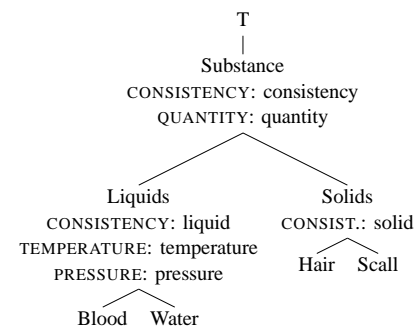 T
Substance
CONSISTENCY: consistency
QUANTITY: quantity
Liquids
CONSISTENCY: liquid
TEMPERATURE: temperature
PRESSURE: pressure
Blood Water
Solids
CONSIST.: solid
Hair Scall